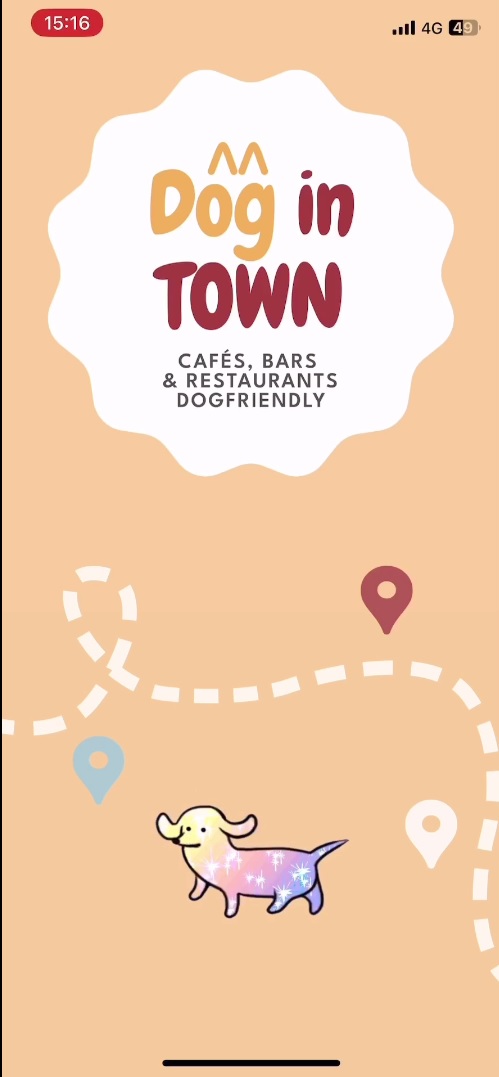 15:16
4G 49
Dog in
TOWN
CAFÉS, BARS
& RESTAURANTS
DOGFRIENDLY